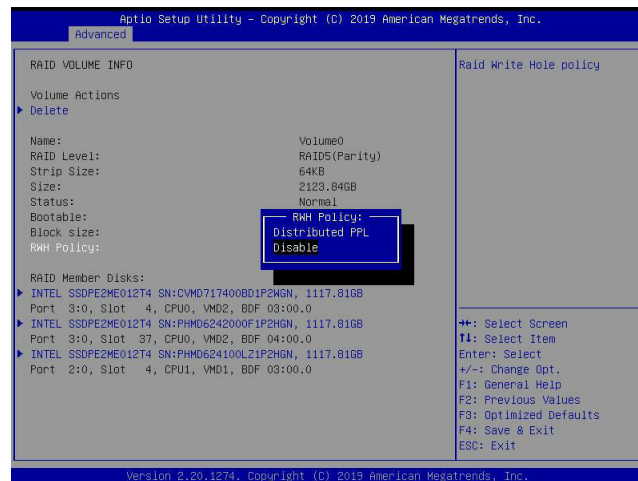 Aptio Setup Utility – Copyright (C) 2019 American Megatrends, Inc.
Advanced
RAID VOLUME INFO
Raid Write Hole policy
Volume Actions
Delete
Name: Volume0
RAID Level: RAID5(Parity)
Strip Size: 64KB
Size: 2123.84GB
Status: Normal
Bootable:
Block size:
RWH Policy:
RWH Policy:
Distributed PPL
Disable
RAID Member Disks:
INTEL SSDPE2ME012T4 SN:CVMD717400BD1P2WGN, 1117.81GB
Port 3:0, Slot 4, CPU0, VMD2, BDF 03:00.0
INTEL SSDPE2ME012T4 SN:PHMD6242000F1P2HGN, 1117.81GB
Port 3:0, Slot 37, CPU0, VMD2, BDF 04:00.0
INTEL SSDPE2ME012T4 SN:PHMD624100LZ1P2HGN, 1117.81GB
Port 2:0, Slot 4, CPU1, VMD1, BDF 03:00.0
→←: Select Screen
↑↓: Select Item
Enter: Select
+/-: Change Opt.
F1: General Help
F2: Previous Values
F3: Optimized Defaults
F4: Save & Exit
ESC: Exit
Version 2.20.1274. Copyright (C) 2019 American Megatrends, Inc.